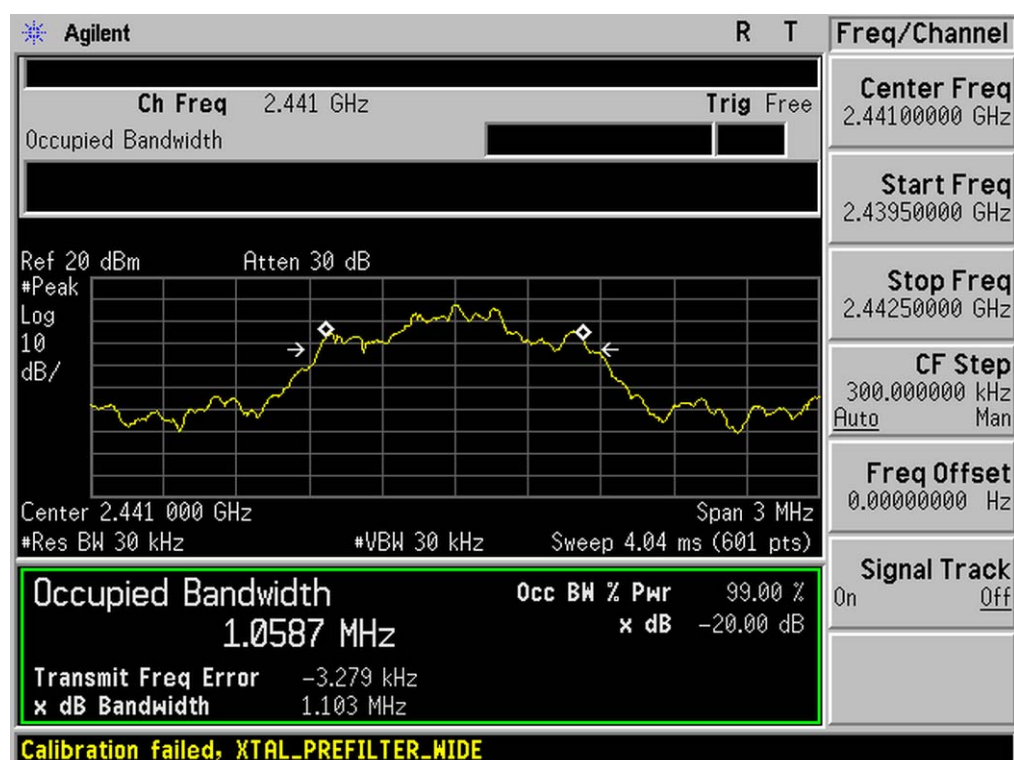 Agilent R T
Freq/Channel
Ch Freq 2.441 GHz Trig Free
Occupied Bandwidth
Center Freq
2.44100000 GHz
Start Freq
2.43950000 GHz
Stop Freq
2.44250000 GHz
CF Step
300.000000 kHz
Auto Man
Freq Offset
0.00000000 Hz
Signal Track
On Off
Ref 20 dBm Atten 30 dB
#Peak
Log
10
dB/
Center 2.441 000 GHz Span 3 MHz
#Res BW 30 kHz #VBW 30 kHz Sweep 4.04 ms (601 pts)
Occupied Bandwidth
1.0587 MHz
Occ BW % Pwr 99.00 %
x dB -20.00 dB
Transmit Freq Error -3.279 kHz
x dB Bandwidth 1.103 MHz
Calibration failed, XTAL_PREFILTER_WIDE